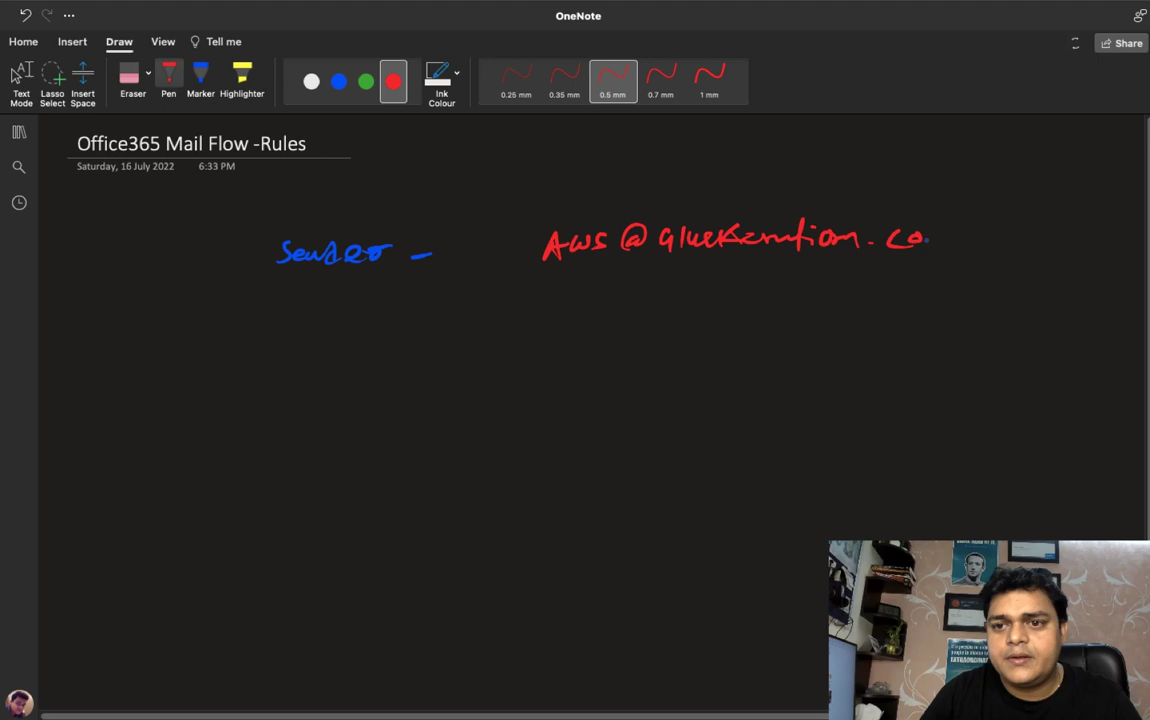 OneNote
Home Insert Draw View Tell me
Share
Text Mode
Lasso Select
Insert Space
Eraser
Pen
Marker
Highlighter
Ink Colour
0.25 mm
0.35 mm
0.5 mm
0.7 mm
1 mm
Office365 Mail Flow -Rules
Saturday, 16 July 2022 6:33 PM
Sender - Aws @ . co